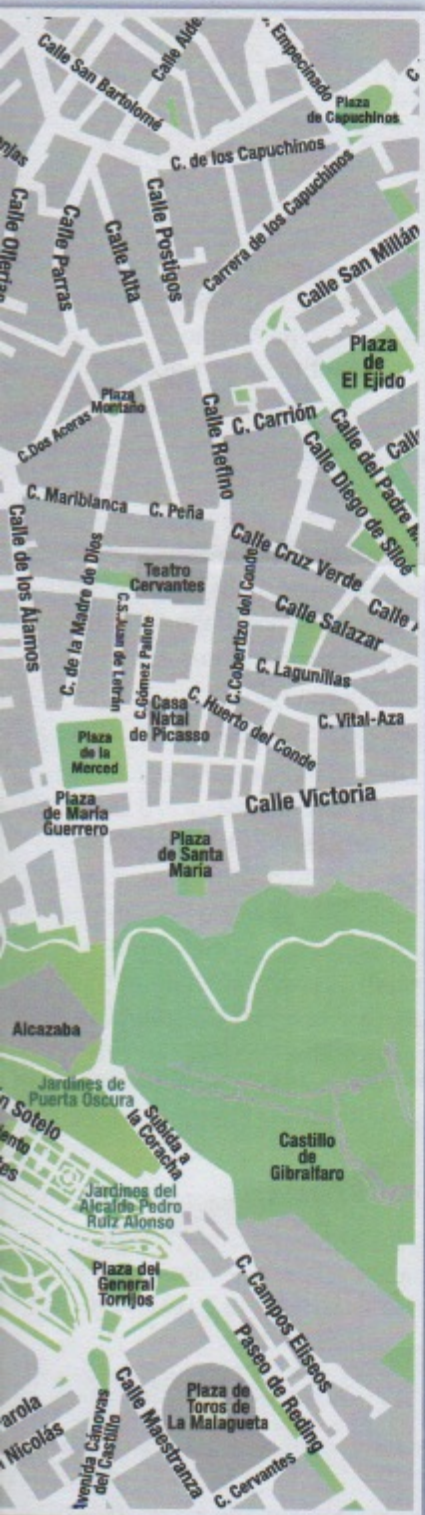 Calle San Bartolomé
Calle Alde
Empecinado
Plaza
de Capuchinos
C. de los Capuchinos
Carrera de los Capuchinos
Calle Ollerías
Calle Parras
Calle Alta
Calle Postigos
Calle San Millán
Plaza
de
El Ejido
Plaza
Montaño
C.Dos Aceras
Calle Refino
C. Carrión
Calle del Padre M
Calle Diego de Siloé
Calle
C. Mariblanca
C. Peña
Calle de los Álamos
C. de la Madre de Dios
Teatro
Cervantes
Calle Cruz Verde
Calle Salazar
Calle
C.S.Juan de Letrán
C.Gómez Pallete
C.Cobertizo del Conde
C. Lagunillas
Casa
Natal
de Picasso
C. Huerto del Conde
C. Vital-Aza
Plaza
de la
Merced
Plaza
de María
Guerrero
Calle Victoria
Plaza
de Santa
María
Alcazaba
Jardines de
Puerta Oscura
n Sotelo
Subida a
la Coracha
Castillo
de
Gibralfaro
Jardines del
Alcalde Pedro
Ruiz Alonso
Plaza del
General
Torrijos
C. Campos Elíseos
Paseo de Reding
Plaza de
Toros de
La Malagueta
arola
Nicolás
Avenida Cánovas
del Castillo
Calle Maestranza
C. Cervantes